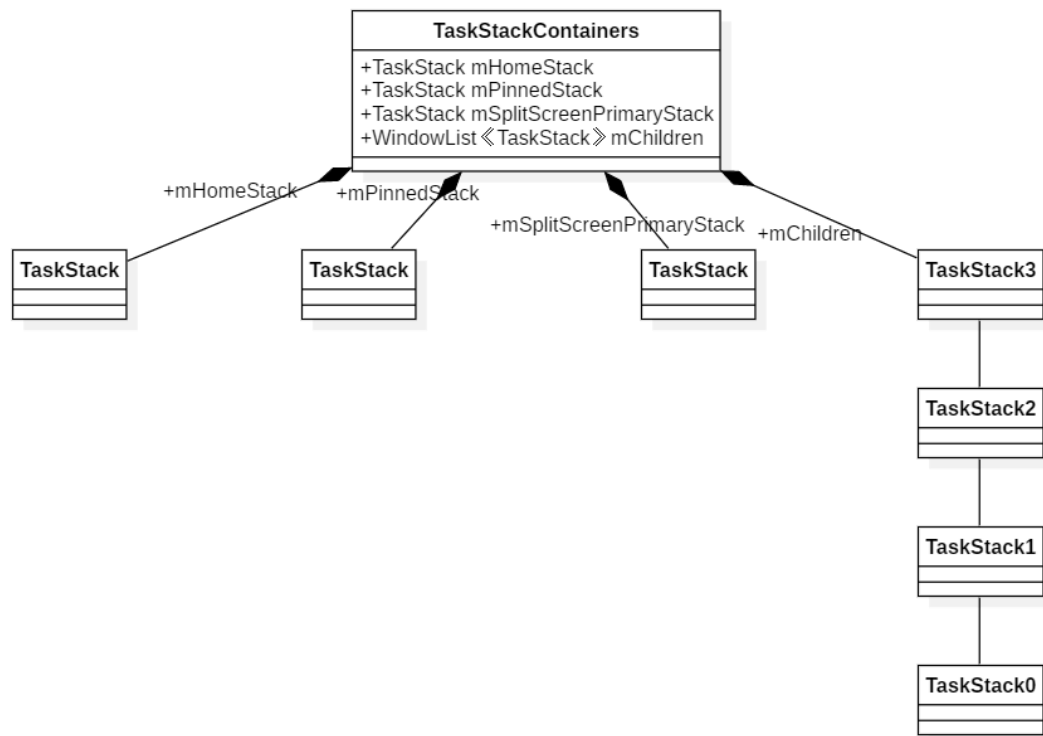 TaskStackContainers
+TaskStack mHomeStack
+TaskStack mPinnedStack
+TaskStack mSplitScreenPrimaryStack
+WindowList《TaskStack》mChildren
+mHomeStack
+mPinnedStack
+mSplitScreenPrimaryStack
+mChildren
TaskStack
TaskStack
TaskStack
TaskStack3
TaskStack2
TaskStack1
TaskStack0